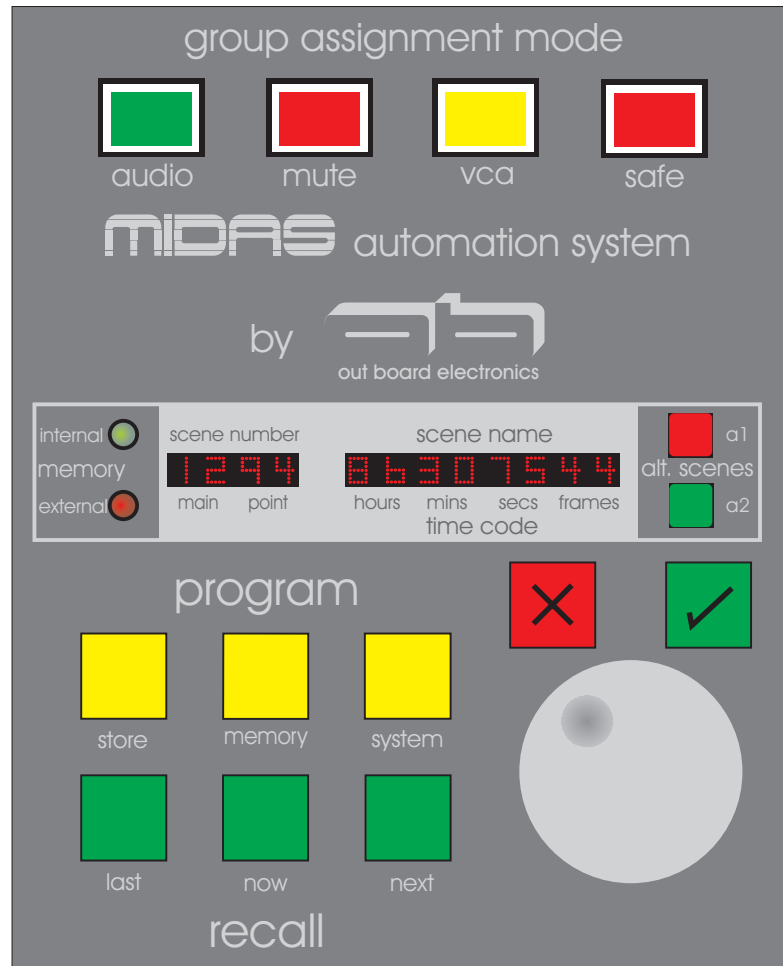 group assignment mode
audio mute vca safe
MIDAS automation system
by
out board electronics
internal scene number scene name a1
memory 1294 86307544 alt. scenes
external main point hours mins secs frames a2
time code
program
store memory system
last now next
recall